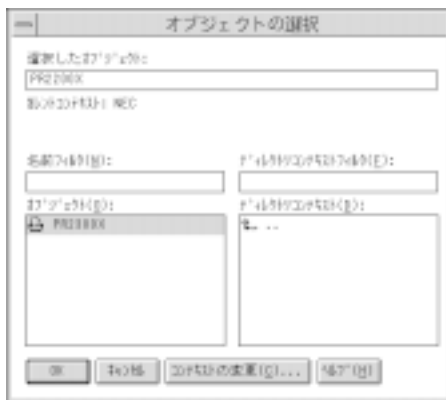 オブジェクトの選択
選択したオブジェクト:
PR2200X
カレントコンテキスト: NEC
名前フィルタ(N):
ディレクトリコンテキストフィルタ(F):
オブジェクト(O):
ディレクトリコンテキスト(D):
PR2200X
..
OK
キャンセル
コンテキストの変更(C)...
ヘルプ(H)